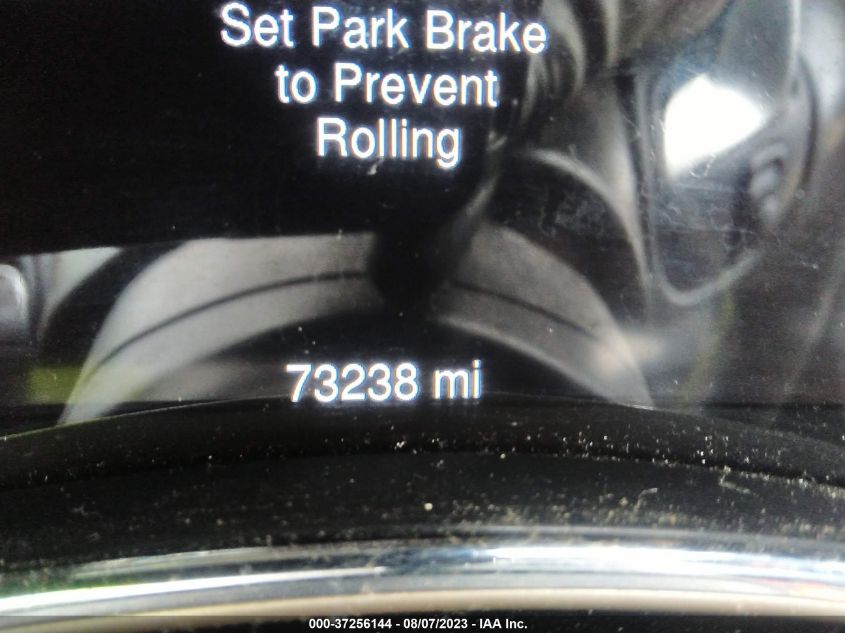 Set Park Brake
to Prevent
Rolling
73238 mi
000-37256144 - 08/07/2023 - IAA Inc.